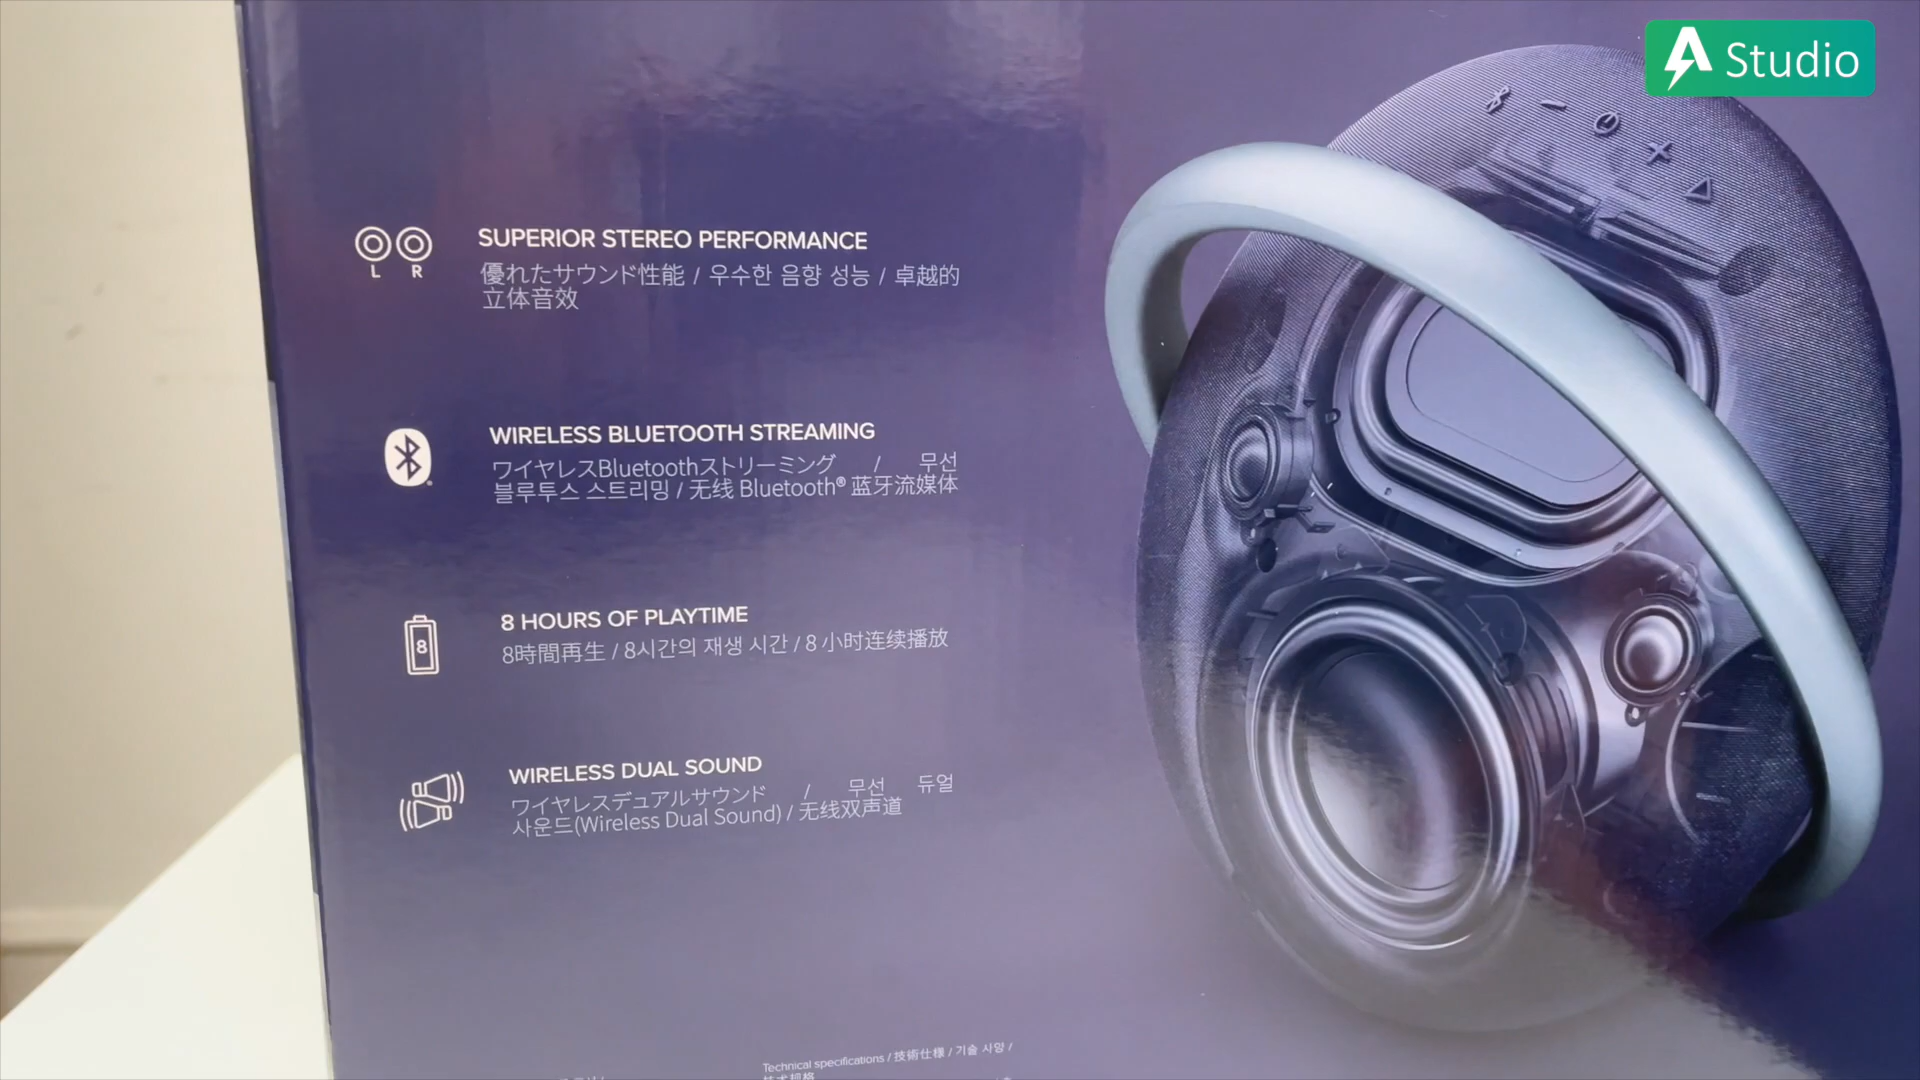 Studio
L R
SUPERIOR STEREO PERFORMANCE
優れたサウンド性能 / 우수한 음향 성능 / 卓越的
立体音效
WIRELESS BLUETOOTH STREAMING
ワイヤレスBluetoothストリーミング / 무선
블루투스 스트리밍 / 无线 Bluetooth® 蓝牙流媒体
8
8 HOURS OF PLAYTIME
8時間再生 / 8시간의 재생 시간 / 8 小时连续播放
WIRELESS DUAL SOUND
ワイヤレスデュアルサウンド / 무선 듀얼
사운드(Wireless Dual Sound) / 无线双声道
Technical specifications / 技術仕様 / 기술 사양 /
技术规格